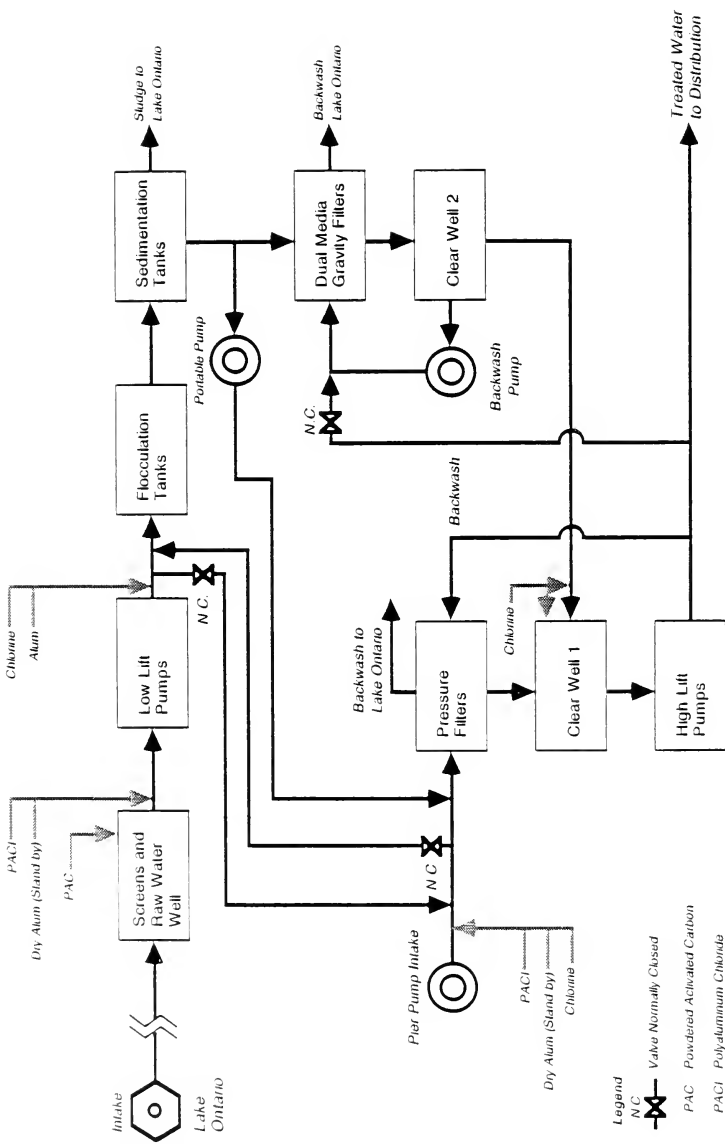 Intake
Lake
Ontario
PACl
Dry Alum (Stand by)
PAC
Screens and
Raw Water
Well
Chlorine
Alum
Low Lift
Pumps
N C.
Flocculation
Tanks
Sedimentation
Tanks
Sludge to
Lake Ontario
Portable Pump
Dual Media
Gravity Filters
Backwash
Lake Ontario
N.C.
Backwash
Pump
Clear Well 2
Pier Pump Intake
PACl
Dry Alum (Stand by)
Chlorine
N C
Backwash to
Lake Ontario
Pressure
Filters
Backwash
Chlorine
Clear Well 1
High Lift
Pumps
Treated Water
to Distribution
Legend
N C
Valve Normally Closed
PAC Powdered Activated Carbon
PACl Polyaluminum Chloride